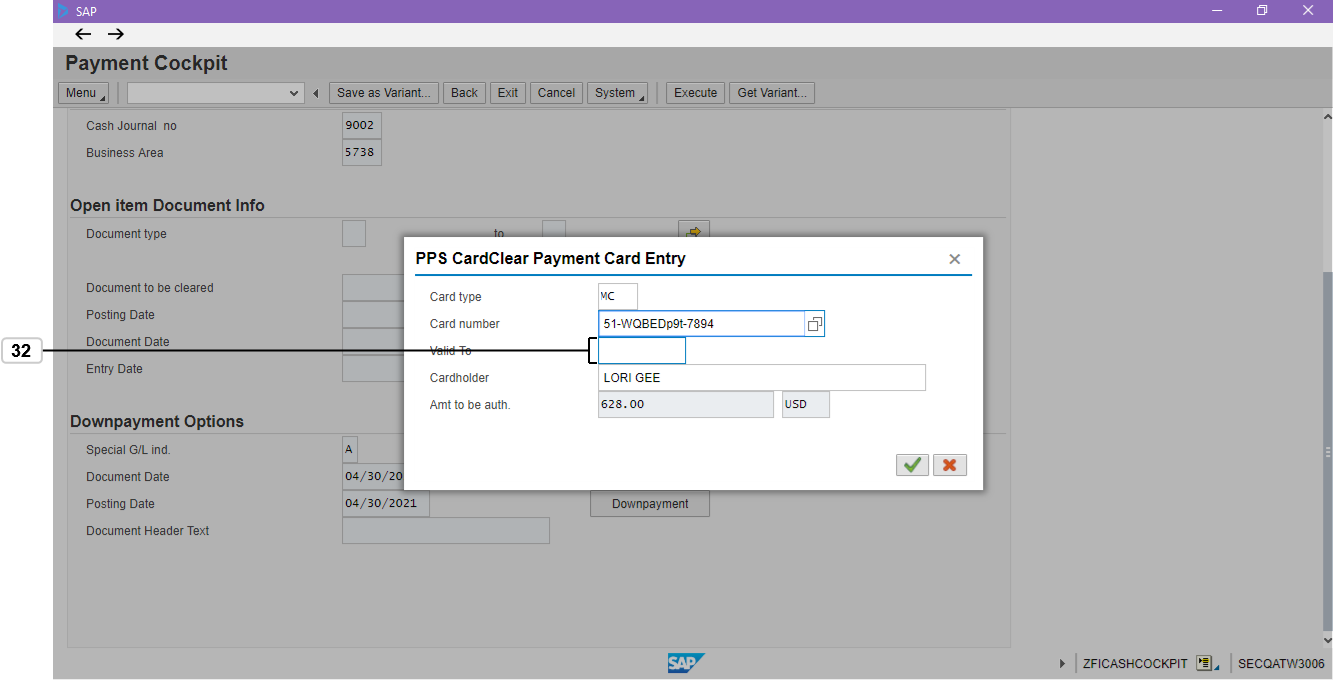 SAP
Payment Cockpit
Menu Save as Variant... Back Exit Cancel System Execute Get Variant...
Cash Journal no 9002
Business Area 5738
Open item Document Info
Document type to
PPS CardClear Payment Card Entry
Document to be cleared
Card type MC
Posting Date
Card number 51-WQBEDp9t-7894
Document Date
32 Valid To
Entry Date
Cardholder LORI GEE
Amt to be auth. 628.00 USD
Downpayment Options
Special G/L ind. A
Document Date 04/30/20
Posting Date 04/30/2021 Downpayment
Document Header Text
SAP ZFICASHCOCKPIT SECQATW3006